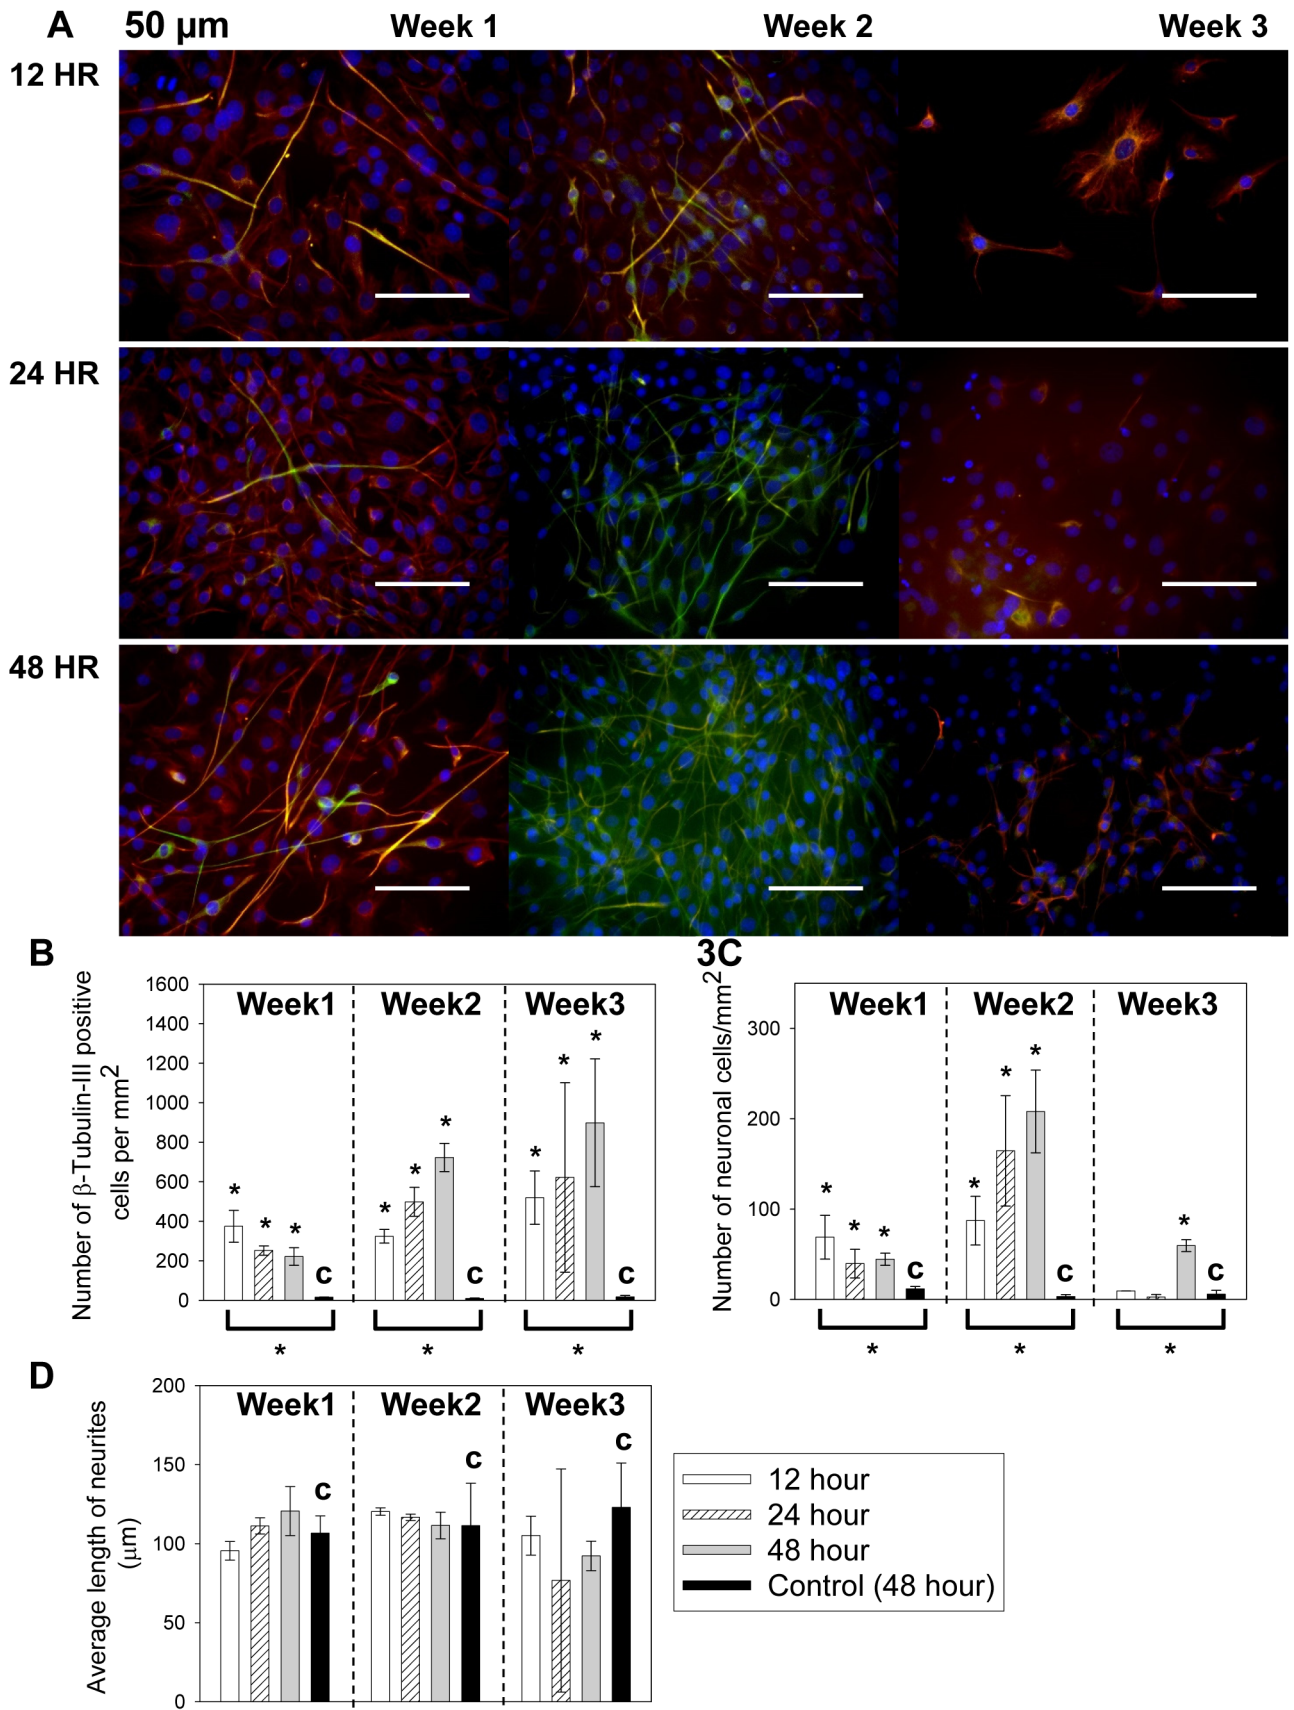 A 50 µm Week 1 Week 2 Week 3
12 HR
24 HR
48 HR
B
Number of β-Tubulin-III positive
cells per mm2
1600
1400
1200
1000
800
600
400
200
0
Week1 Week2 Week3
* * * C
* * * C
* * * C
* * *
3C
Number of neuronal cells/mm2
300
200
100
0
Week1 Week2 Week3
* * * C
* * * C
* C
* * *
D
Average length of neurites
(µm)
200
150
100
50
0
Week1 Week2 Week3
C C C
12 hour
24 hour
48 hour
Control (48 hour)